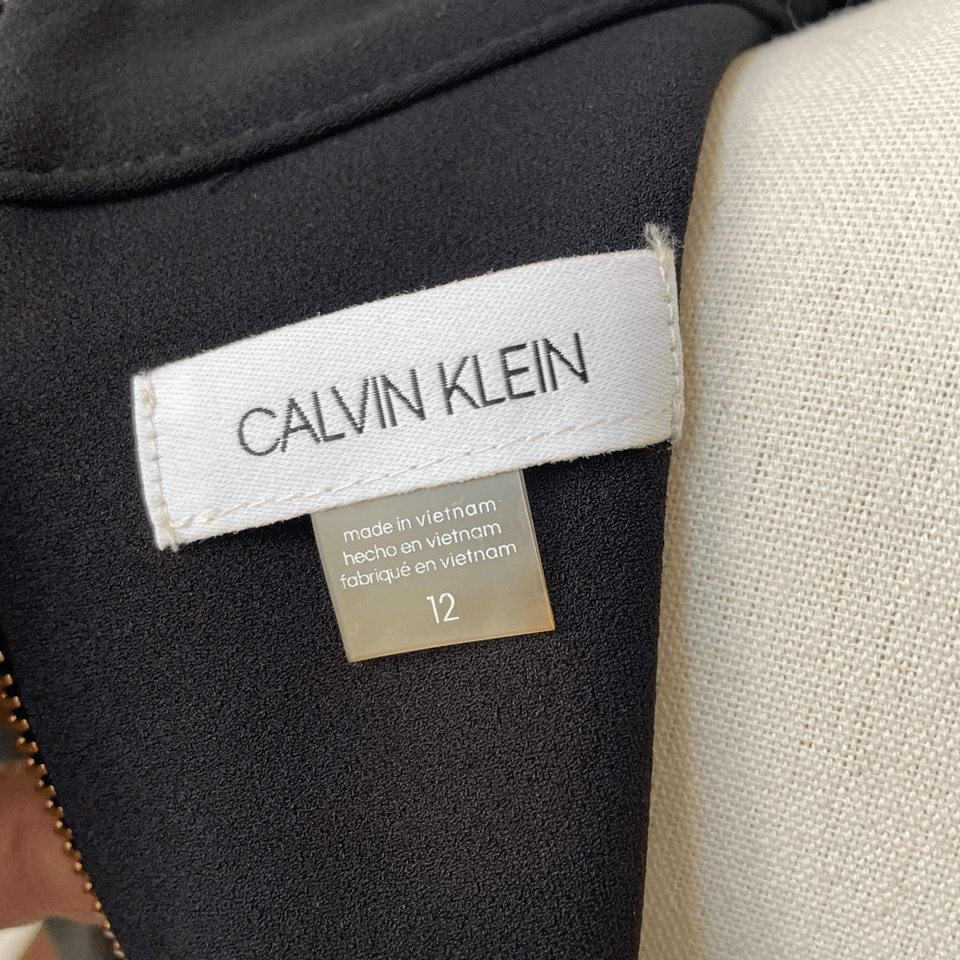 CALVIN KLEIN
made in vietnam
hecho en vietnam
fabriqué en vietnam
12